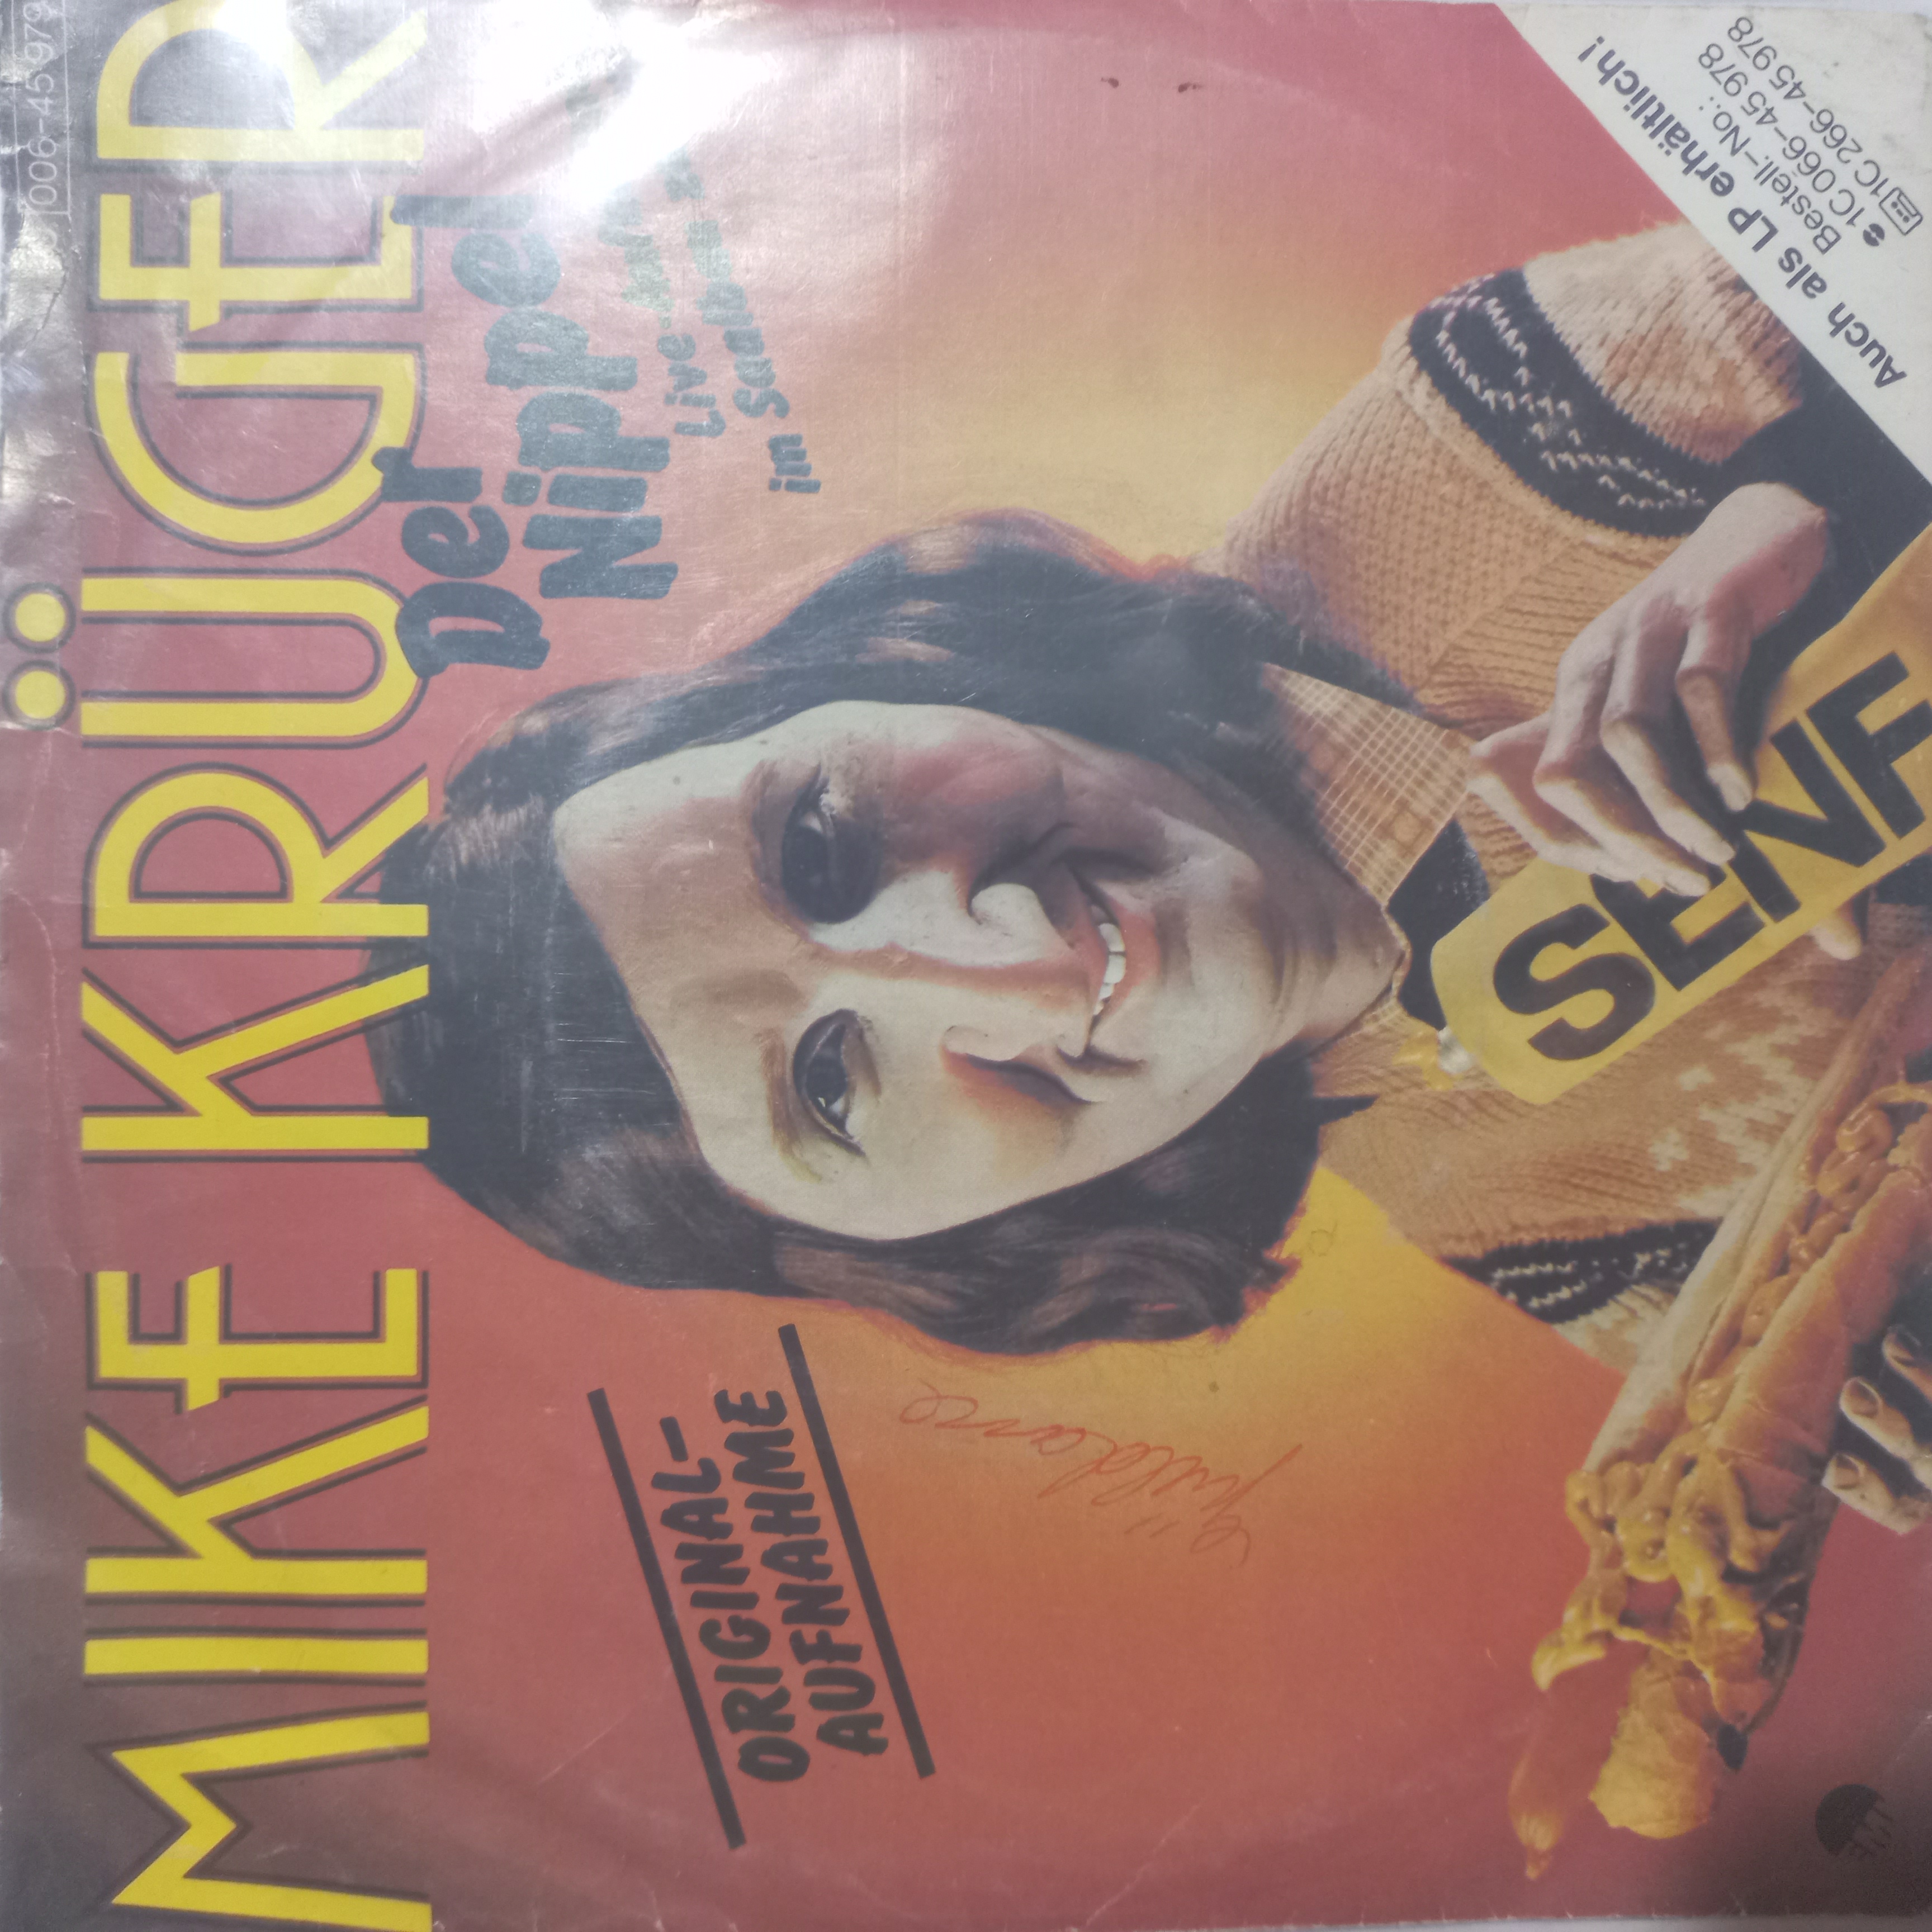 006-45 979
MIKE KRÜGER
Der
Nippel
Live
im
ORIGINAL-
AUFNAHME
SENF
Auch als LP erhältlich!
Bestell.-No.:
1C 066-45 978
1C 266-45 978